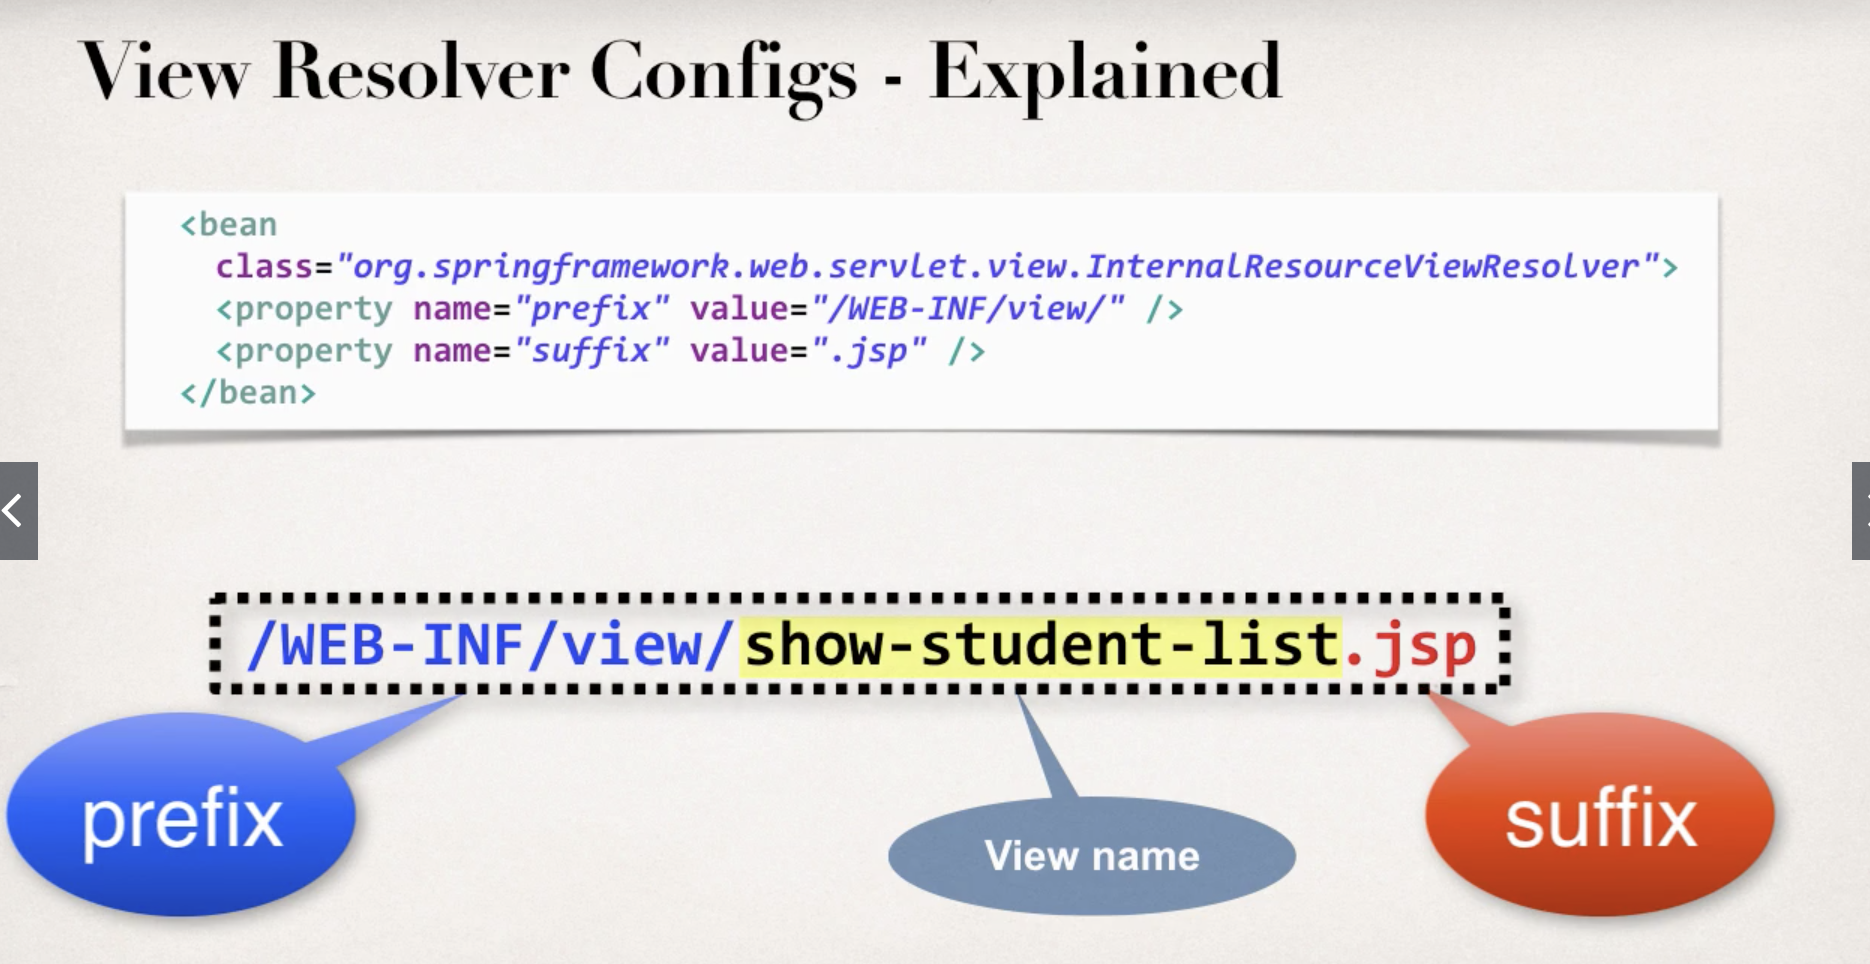 View Resolver Configs - Explained
<bean
class="org.springframework.web.servlet.view.InternalResourceViewResolver">
<property name="prefix" value="/WEB-INF/view/" />
<property name="suffix" value=".jsp" />
</bean>
/WEB-INF/view/show-student-list.jsp
prefix
View name
suffix